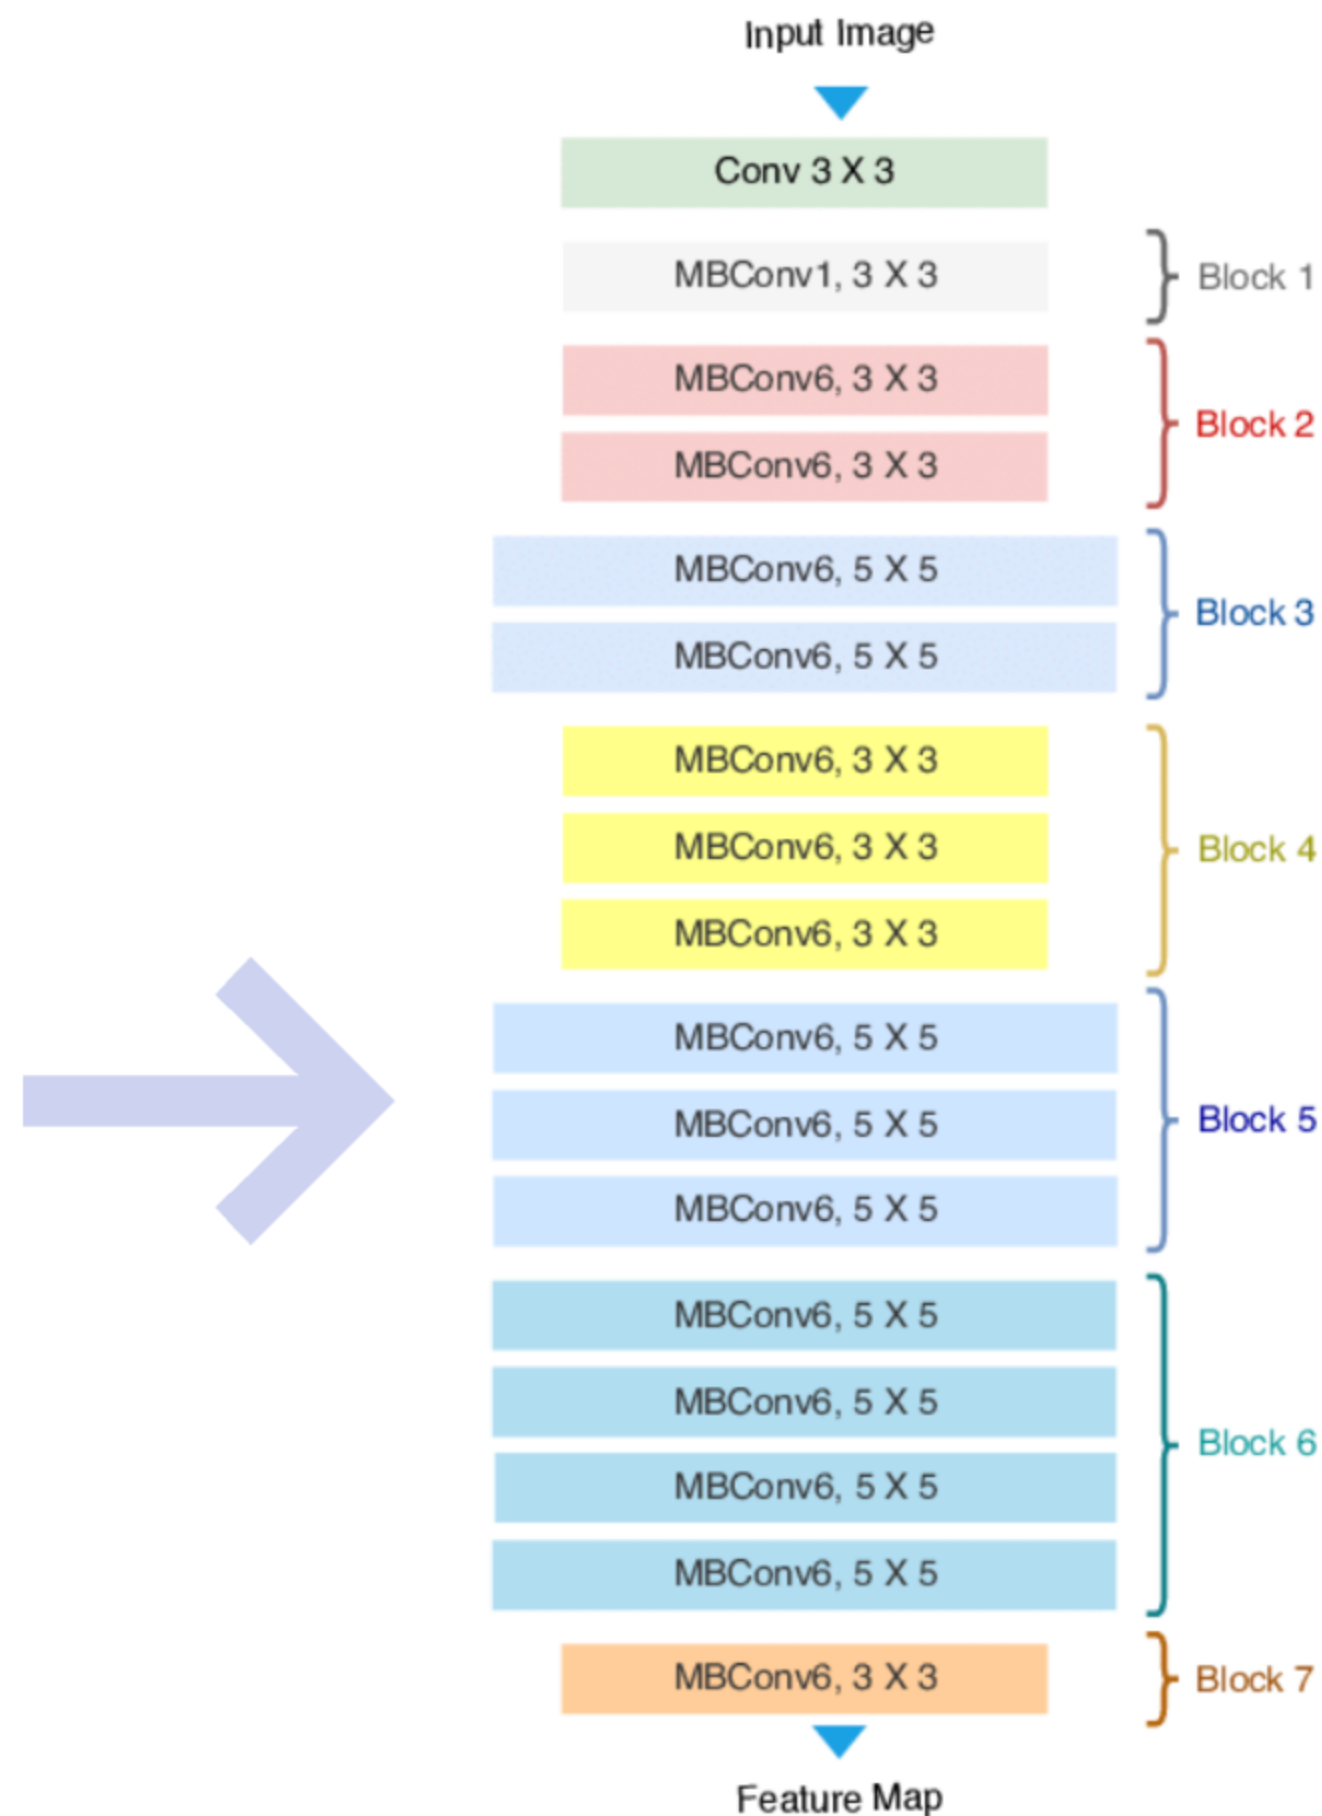 Input Image
Conv 3 X 3
MBConv1, 3 X 3
Block 1
MBConv6, 3 X 3
Block 2
MBConv6, 3 X 3
MBConv6, 5 X 5
Block 3
MBConv6, 5 X 5
MBConv6, 3 X 3
MBConv6, 3 X 3
Block 4
MBConv6, 3 X 3
MBConv6, 5 X 5
MBConv6, 5 X 5
Block 5
MBConv6, 5 X 5
MBConv6, 5 X 5
MBConv6, 5 X 5
Block 6
MBConv6, 5 X 5
MBConv6, 5 X 5
MBConv6, 3 X 3
Block 7
Feature Map